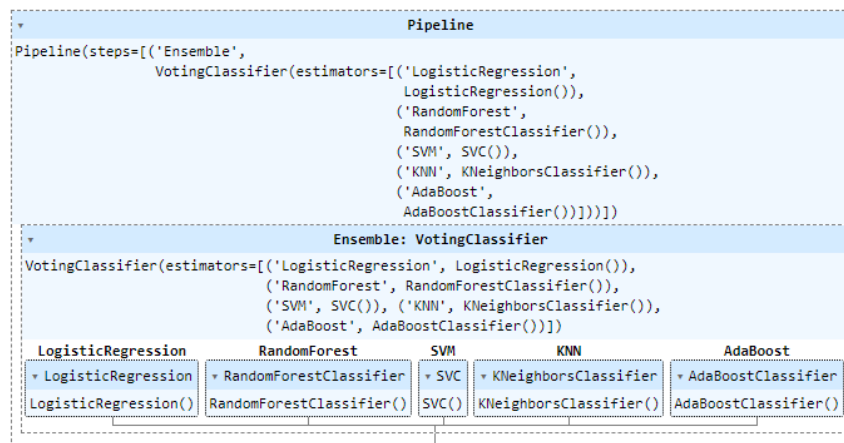 Pipeline
Pipeline(steps=[('Ensemble',
VotingClassifier(estimators=[('LogisticRegression',
LogisticRegression()),
('RandomForest',
RandomForestClassifier()),
('SVM', SVC()),
('KNN', KNeighborsClassifier()),
('AdaBoost',
AdaBoostClassifier())]))])
Ensemble: VotingClassifier
VotingClassifier(estimators=[('LogisticRegression', LogisticRegression()),
('RandomForest', RandomForestClassifier()),
('SVM', SVC()), ('KNN', KNeighborsClassifier()),
('AdaBoost', AdaBoostClassifier())])
LogisticRegression RandomForest SVM KNN AdaBoost
LogisticRegression RandomForestClassifier SVC KNeighborsClassifier AdaBoostClassifier
LogisticRegression() RandomForestClassifier() SVC() KNeighborsClassifier() AdaBoostClassifier()